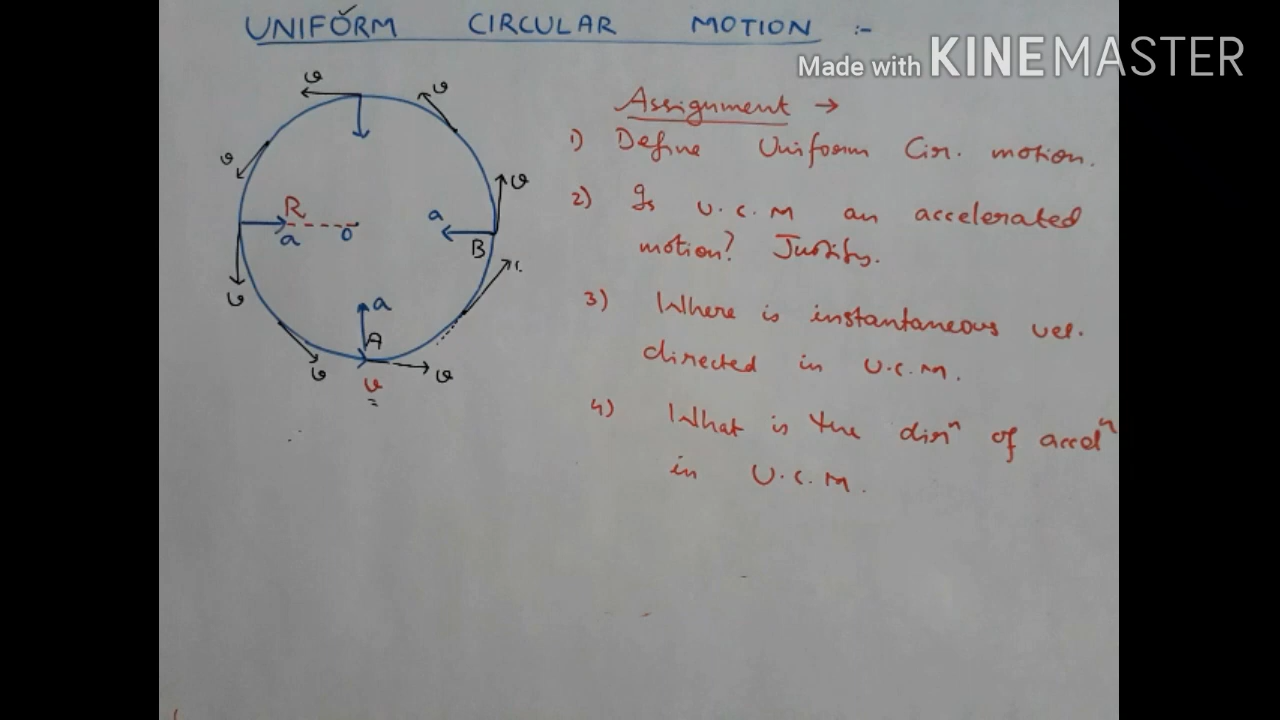 UNIFORM CIRCULAR MOTION :-
Made with KINEMASTER
Assignment →
1) Define Uniform Cir. motion.
2) Is U.C.M an accelerated
motion? Justify.
3) Where is instantaneous vel.
directed in U.C.M.
4) What is the dirⁿ of accelⁿ
in U.C.M.
v
v
v
v
R
a
O
a
B
v
a
A
v
v
v